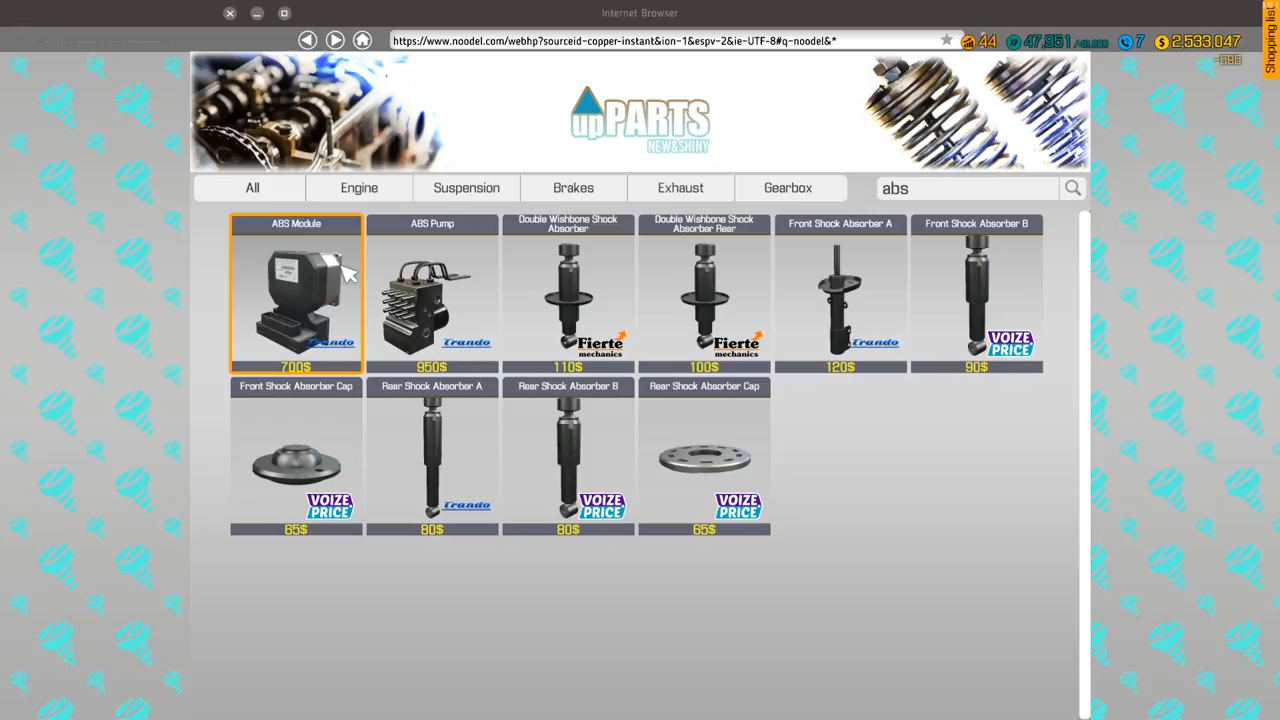 Internet Browser
https://www.noodel.com/webhp?sourceid-copper-instant&ion-1&espv-2&ie-UTF-8#q-noodel&*
44
47,951
7
2,533,047
Shopping list
upPARTS
NEW&SHINY
All
Engine
Suspension
Brakes
Exhaust
Gearbox
abs
ABS Module
ABS Pump
Double Wishbone Shock
Absorber
Double Wishbone Shock
Absorber Rear
Front Shock Absorber A
Front Shock Absorber B
Trando
Trando
Fierte
mechanics
Fierte
mechanics
Trando
VOIZE
PRICE
700$
950$
110$
100$
120$
90$
Front Shock Absorber Cap
Rear Shock Absorber A
Rear Shock Absorber B
Rear Shock Absorber Cap
VOIZE
PRICE
Trando
VOIZE
PRICE
VOIZE
PRICE
65$
80$
80$
65$